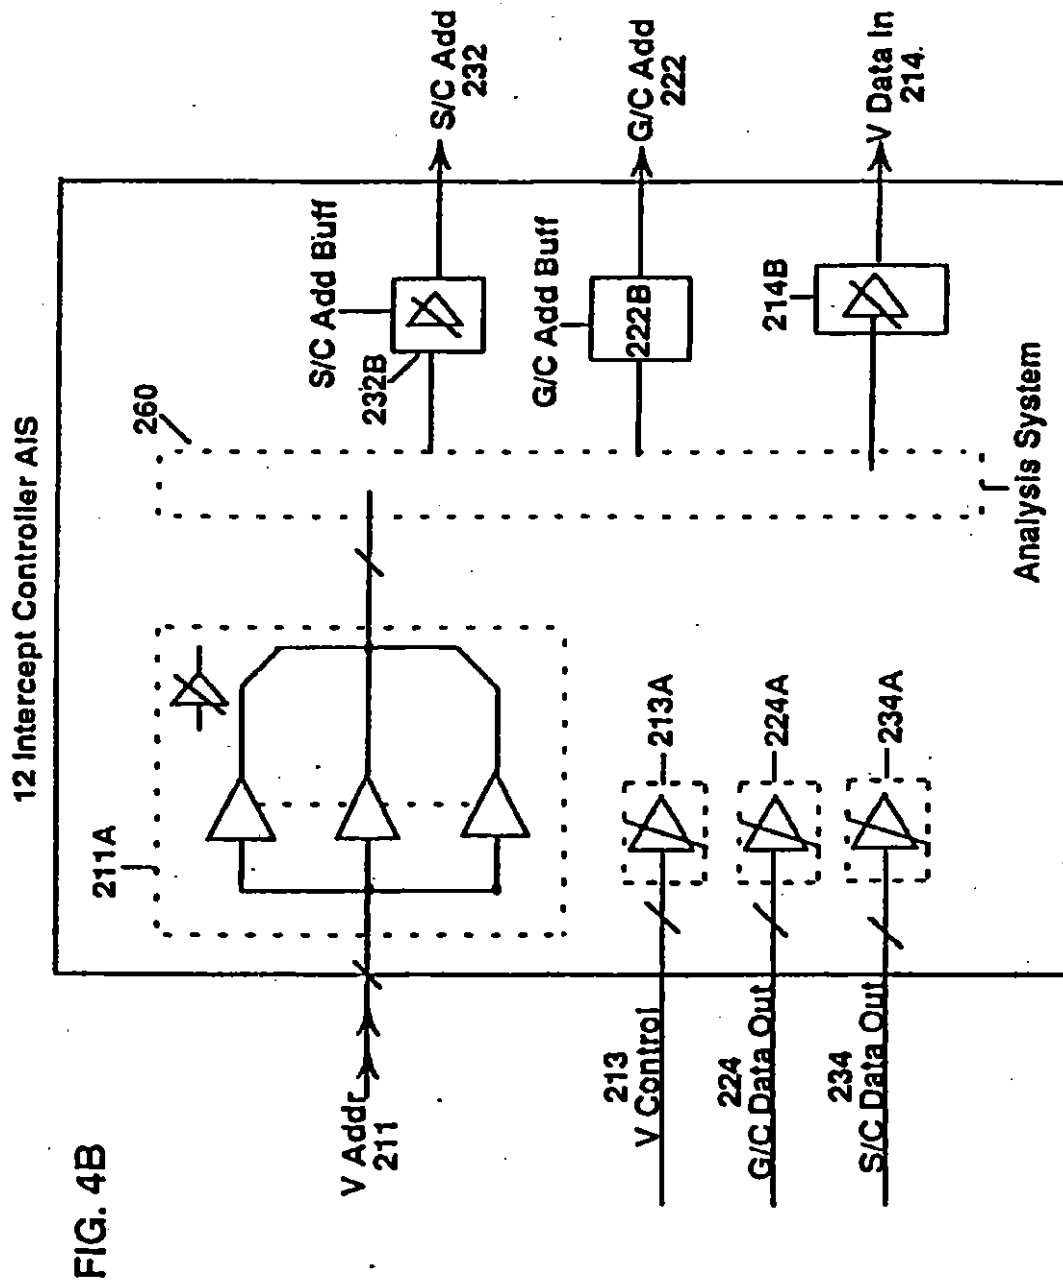 FIG. 4B
12 Intercept Controller AIS
V Addr
211
211A
260
S/C Add Buff
232B
S/C Add
232
G/C Add Buff
222B
G/C Add
222
214B
V Data In
214.
213
V Control
213A
224
G/C Data Out
224A
234
S/C Data Out
234A
Analysis System